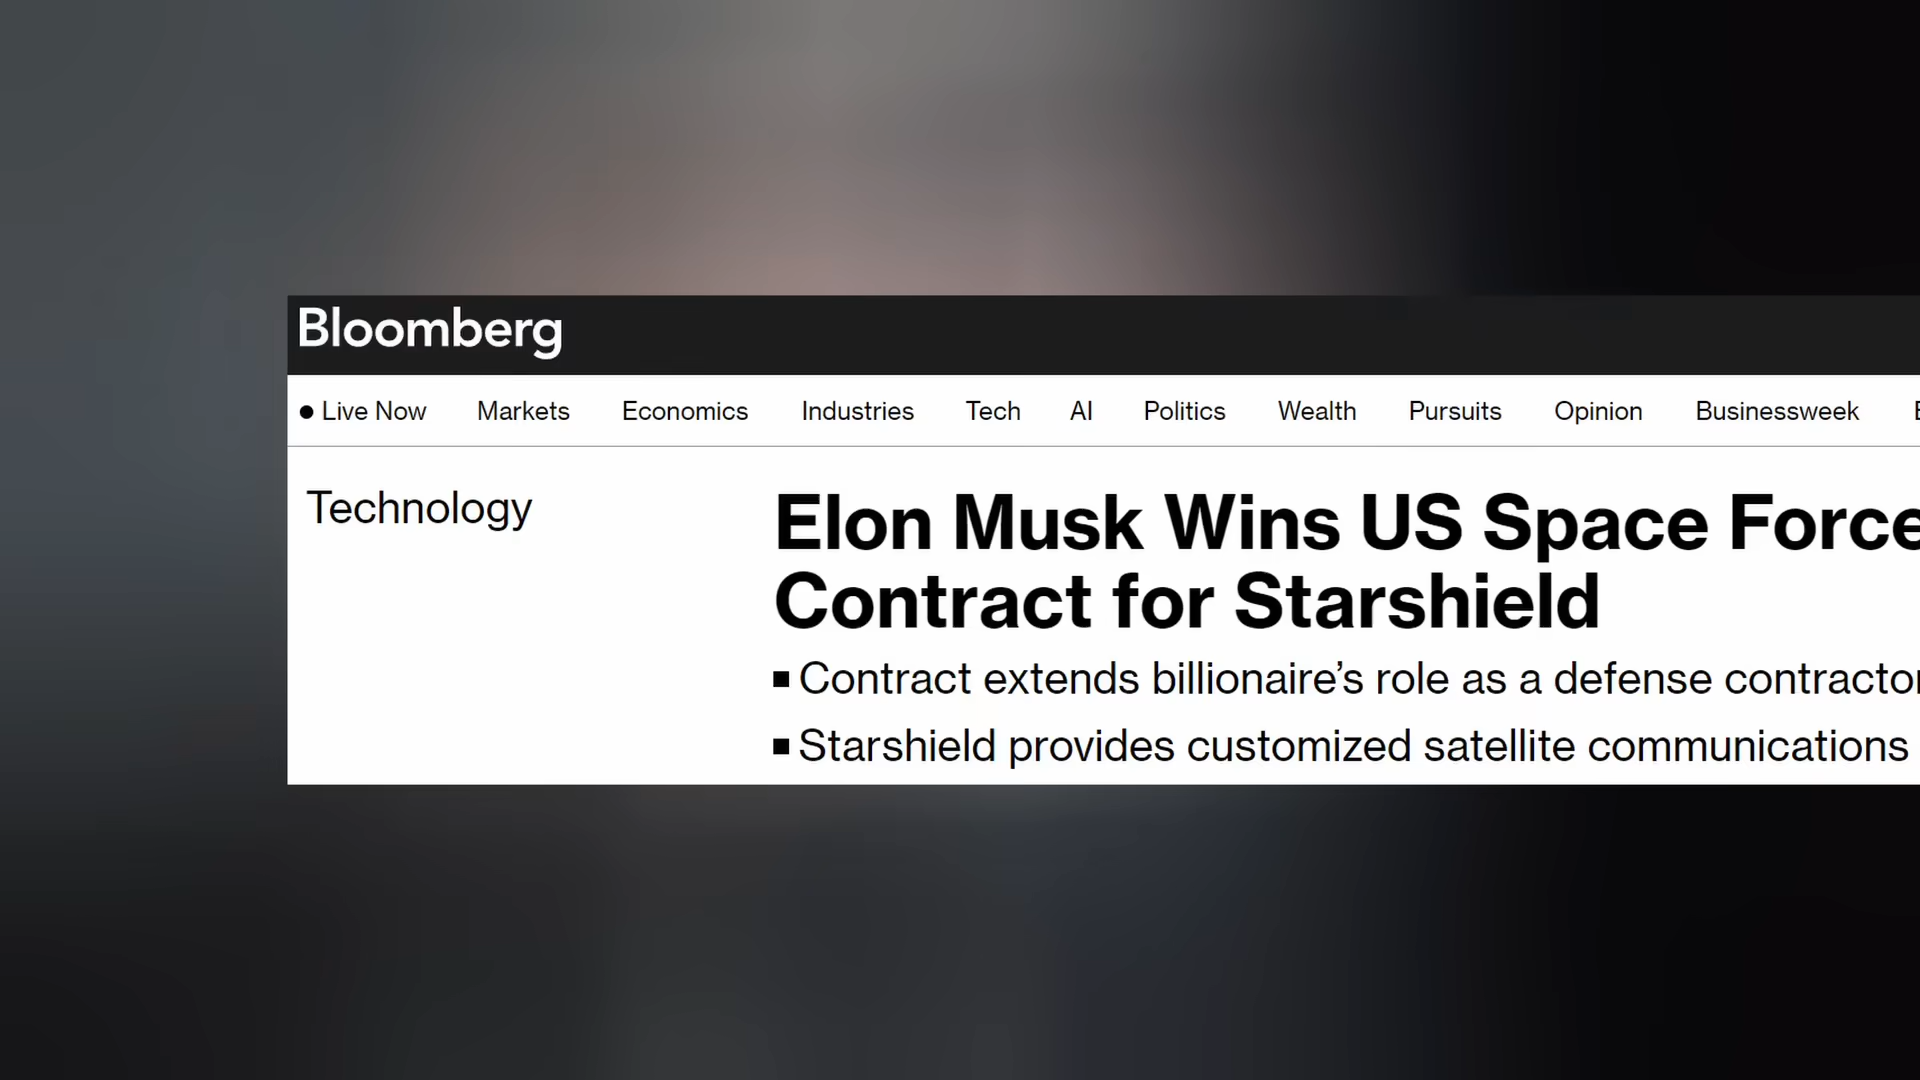 Bloomberg
Live Now Markets Economics Industries Tech AI Politics Wealth Pursuits Opinion Businessweek
Technology
Elon Musk Wins US Space Force
Contract for Starshield
Contract extends billionaire’s role as a defense contractor
Starshield provides customized satellite communications